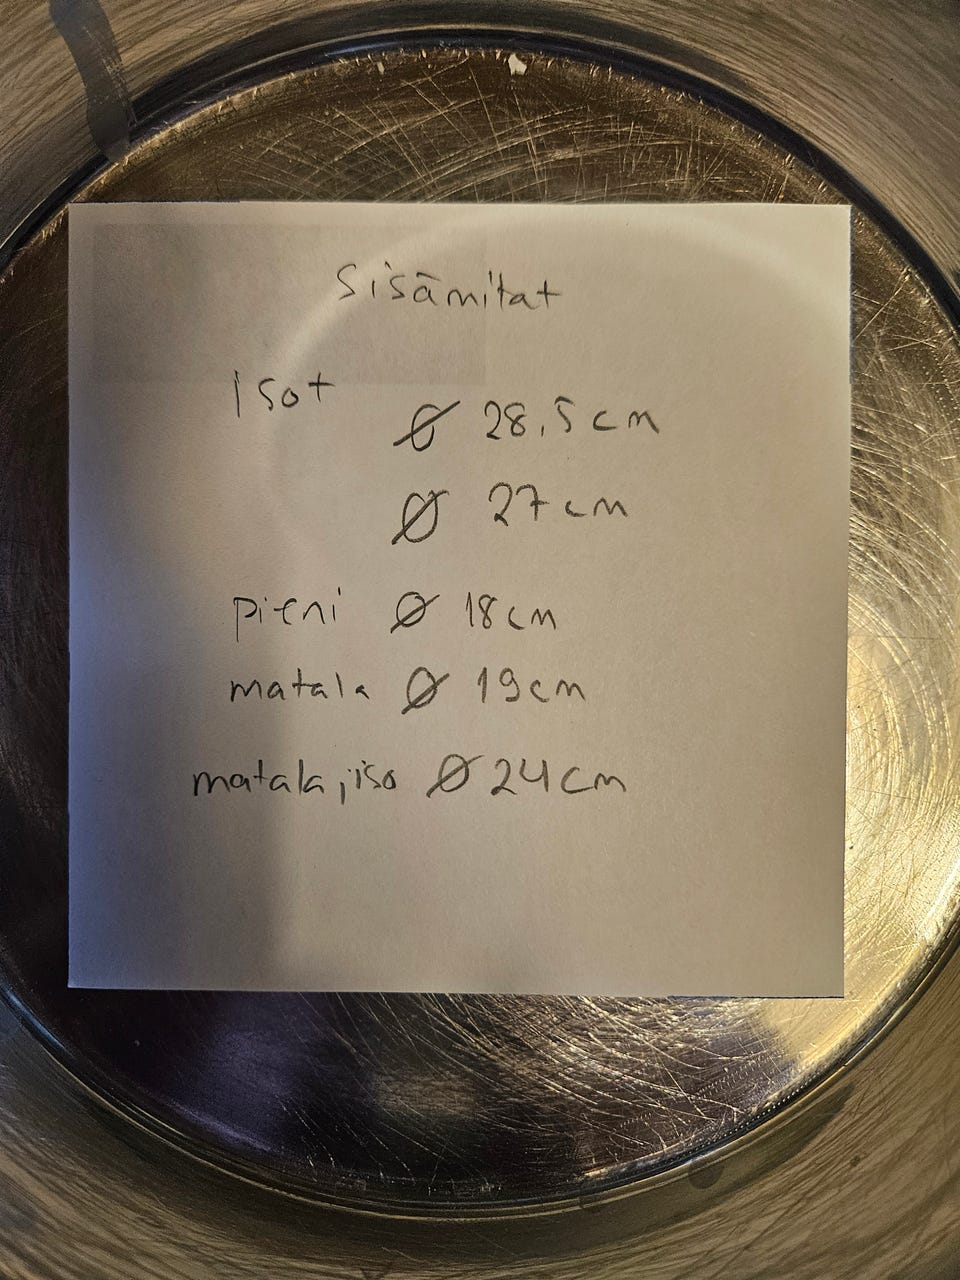 Sisämitat
Isot
Ø 28,5 cm
Ø 27 cm
pieni Ø 18 cm
matala Ø 19 cm
matala, iso Ø 24 cm